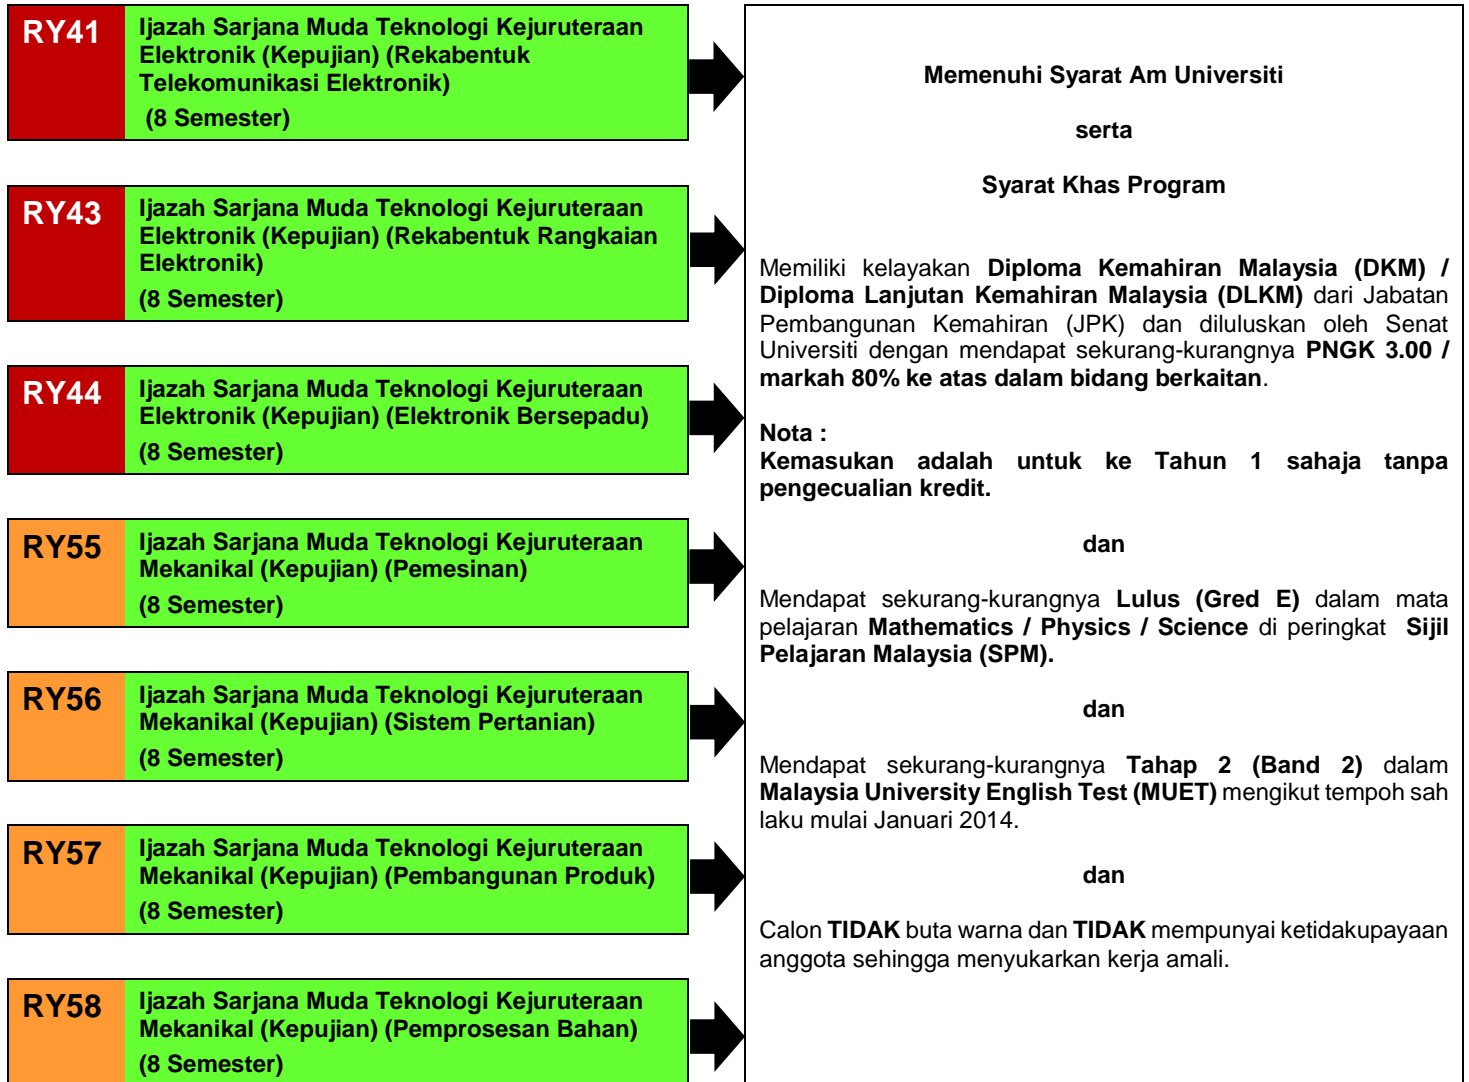 RY41
Ijazah Sarjana Muda Teknologi Kejuruteraan
Elektronik (Kepujian) (Rekabentuk
Telekomunikasi Elektronik)
(8 Semester)
RY43
Ijazah Sarjana Muda Teknologi Kejuruteraan
Elektronik (Kepujian) (Rekabentuk Rangkaian
Elektronik)
(8 Semester)
RY44
Ijazah Sarjana Muda Teknologi Kejuruteraan
Elektronik (Kepujian) (Elektronik Bersepadu)
(8 Semester)
RY55
Ijazah Sarjana Muda Teknologi Kejuruteraan
Mekanikal (Kepujian) (Pemesinan)
(8 Semester)
RY56
Ijazah Sarjana Muda Teknologi Kejuruteraan
Mekanikal (Kepujian) (Sistem Pertanian)
(8 Semester)
RY57
Ijazah Sarjana Muda Teknologi Kejuruteraan
Mekanikal (Kepujian) (Pembangunan Produk)
(8 Semester)
RY58
Ijazah Sarjana Muda Teknologi Kejuruteraan
Mekanikal (Kepujian) (Pemprosesan Bahan)
(8 Semester)
Memenuhi Syarat Am Universiti
serta
Syarat Khas Program
Memiliki kelayakan Diploma Kemahiran Malaysia (DKM) /
Diploma Lanjutan Kemahiran Malaysia (DLKM) dari Jabatan
Pembangunan Kemahiran (JPK) dan diluluskan oleh Senat
Universiti dengan mendapat sekurang-kurangnya PNGK 3.00 /
markah 80% ke atas dalam bidang berkaitan.
Nota :
Kemasukan adalah untuk ke Tahun 1 sahaja tanpa
pengecualian kredit.
dan
Mendapat sekurang-kurangnya Lulus (Gred E) dalam mata
pelajaran Mathematics / Physics / Science di peringkat Sijil
Pelajaran Malaysia (SPM).
dan
Mendapat sekurang-kurangnya Tahap 2 (Band 2) dalam
Malaysia University English Test (MUET) mengikut tempoh sah
laku mulai Januari 2014.
dan
Calon TIDAK buta warna dan TIDAK mempunyai ketidakupayaan
anggota sehingga menyukarkan kerja amali.